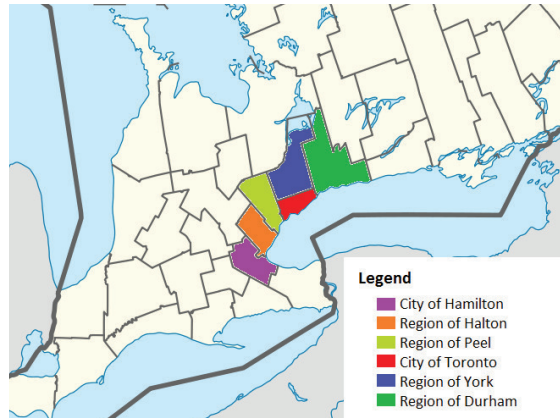 Legend
City of Hamilton
Region of Halton
Region of Peel
City of Toronto
Region of York
Region of Durham